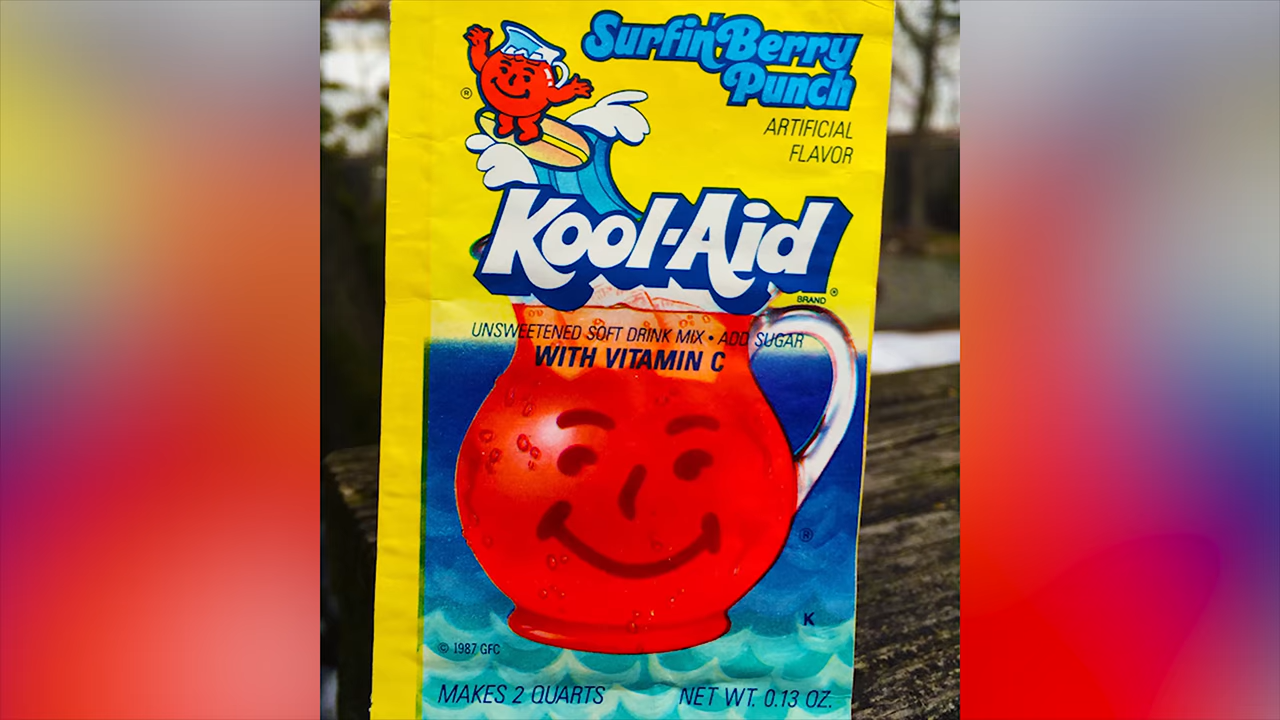 Surfin' Berry
Punch
®
ARTIFICIAL
FLAVOR
Kool-Aid
BRAND ®
UNSWEETENED SOFT DRINK MIX • ADD SUGAR
WITH VITAMIN C
®
K
© 1987 GFC
MAKES 2 QUARTS NET WT. 0.13 OZ.